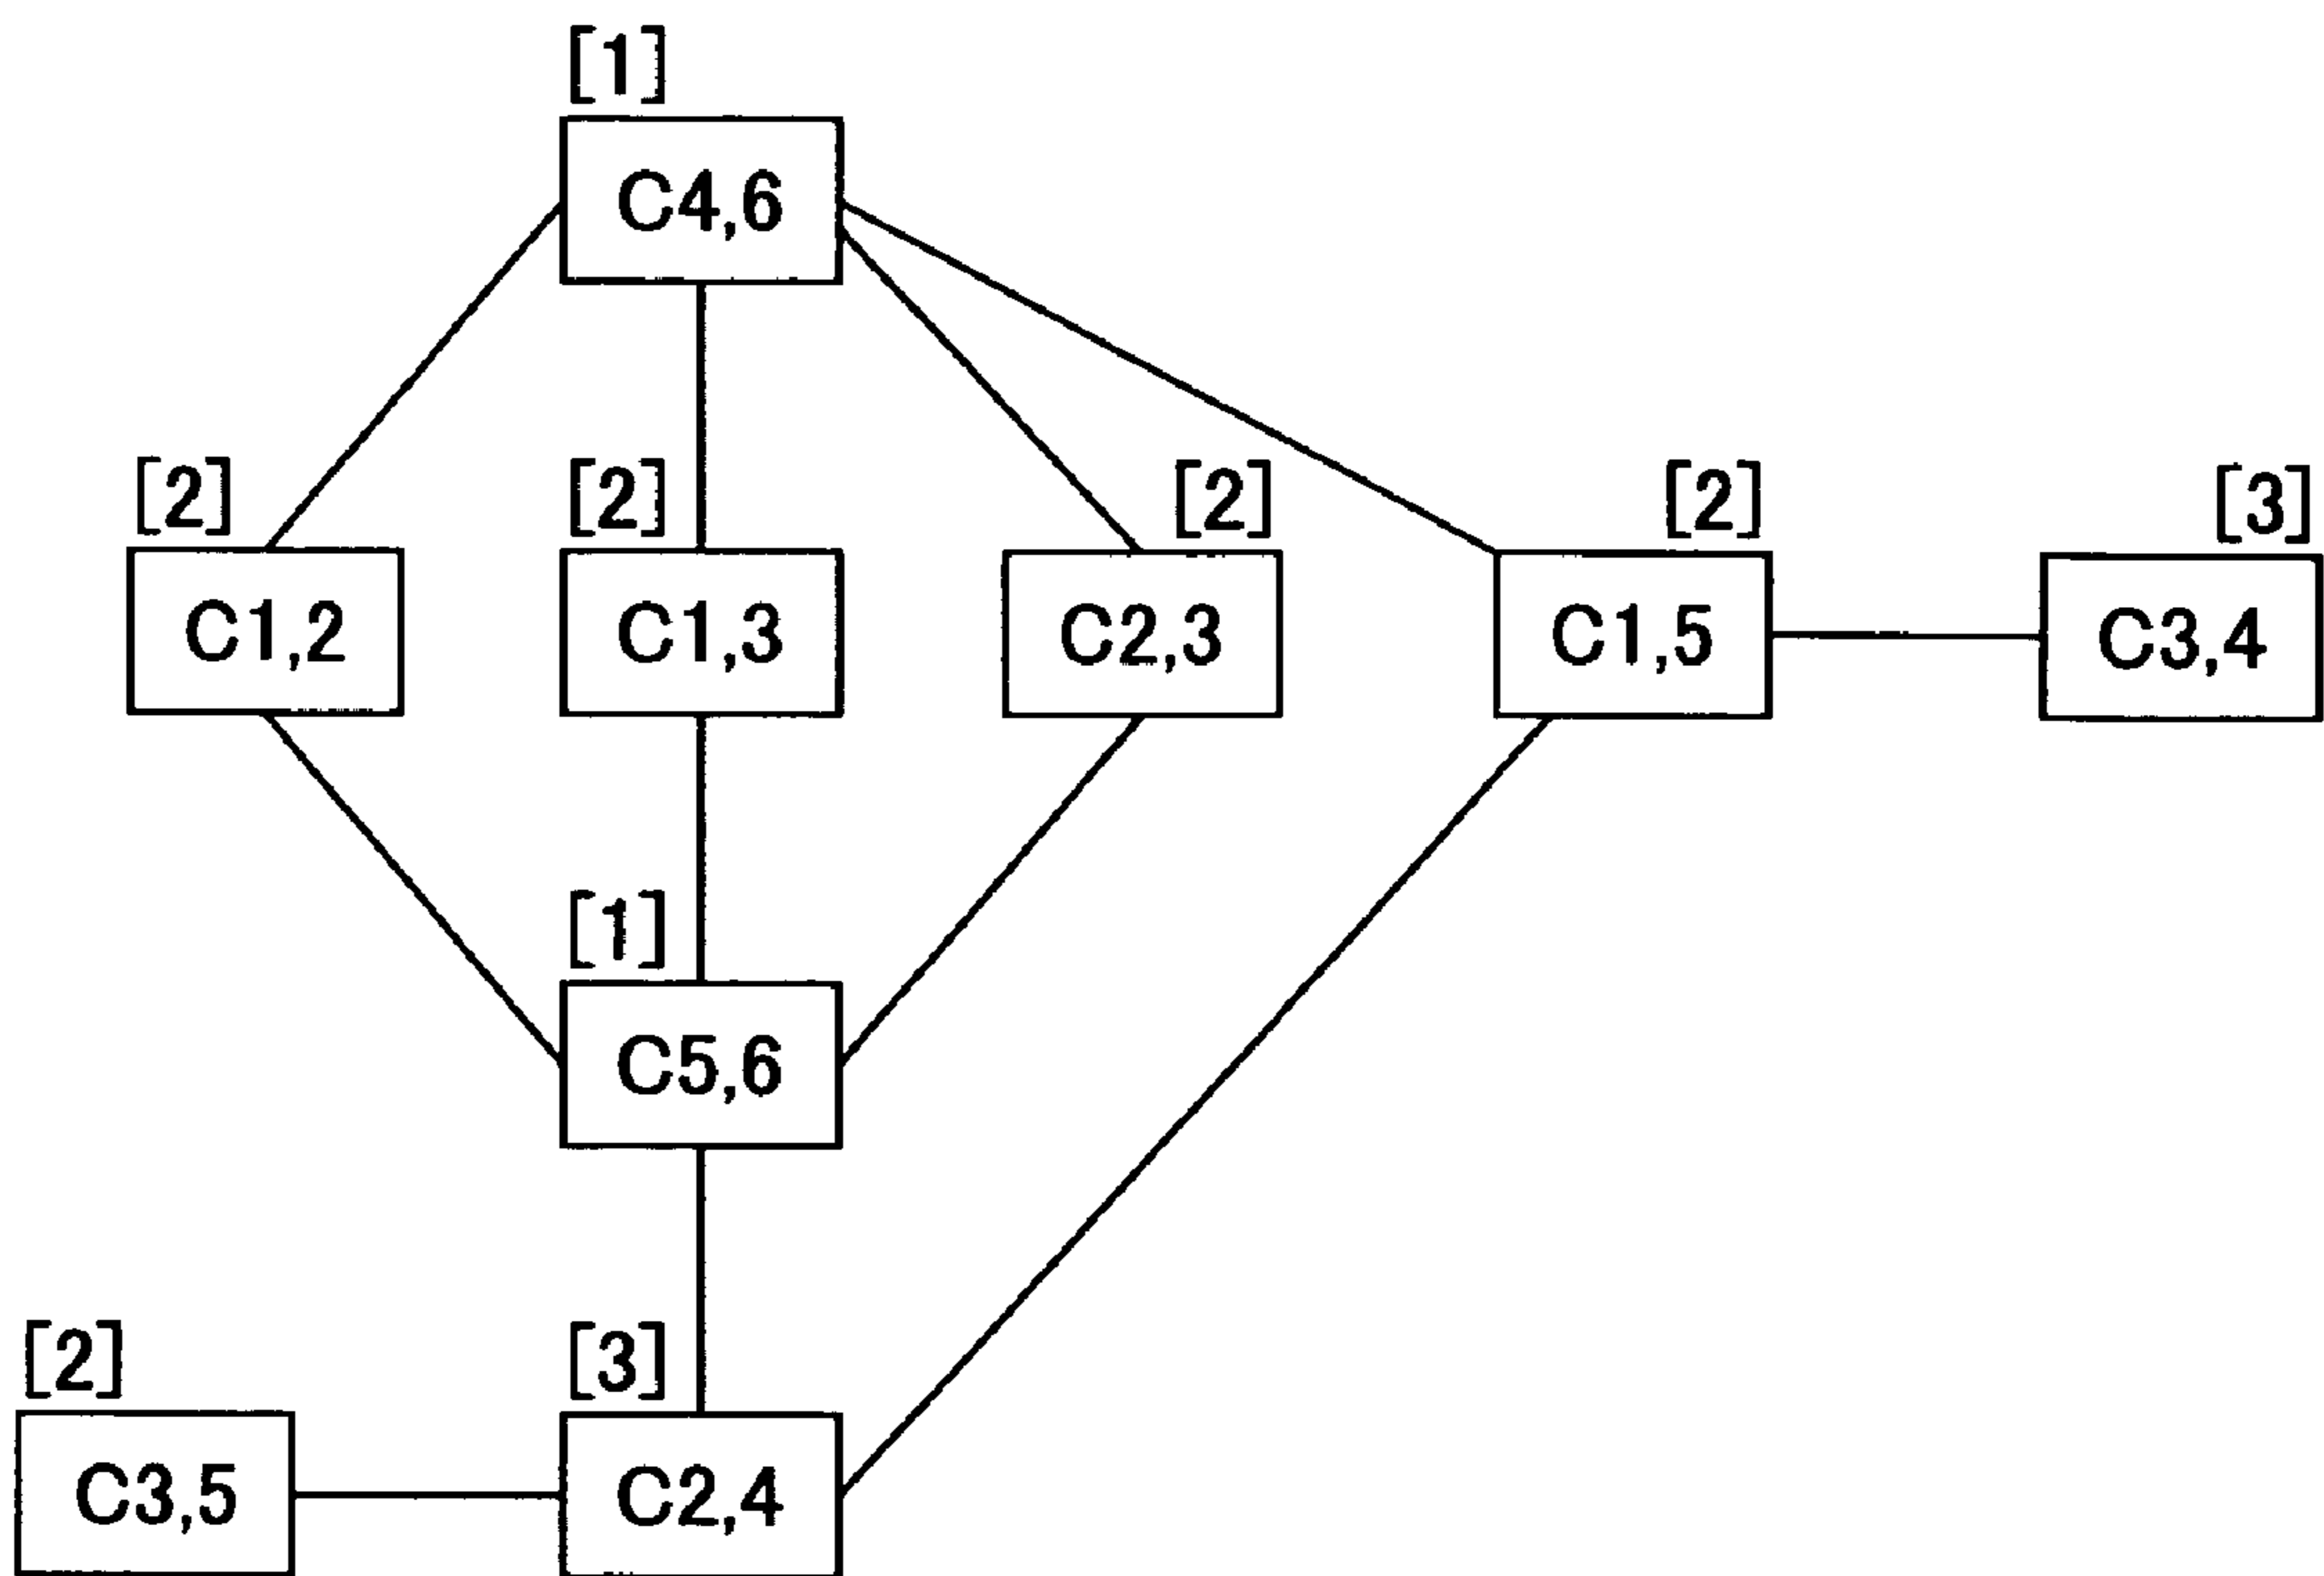 [1]
C4,6
[2]
[2]
[2]
[2]
[3]
C1,2
C1,3
C2,3
C1,5
C3,4
[1]
C5,6
[2]
[3]
C3,5
C2,4